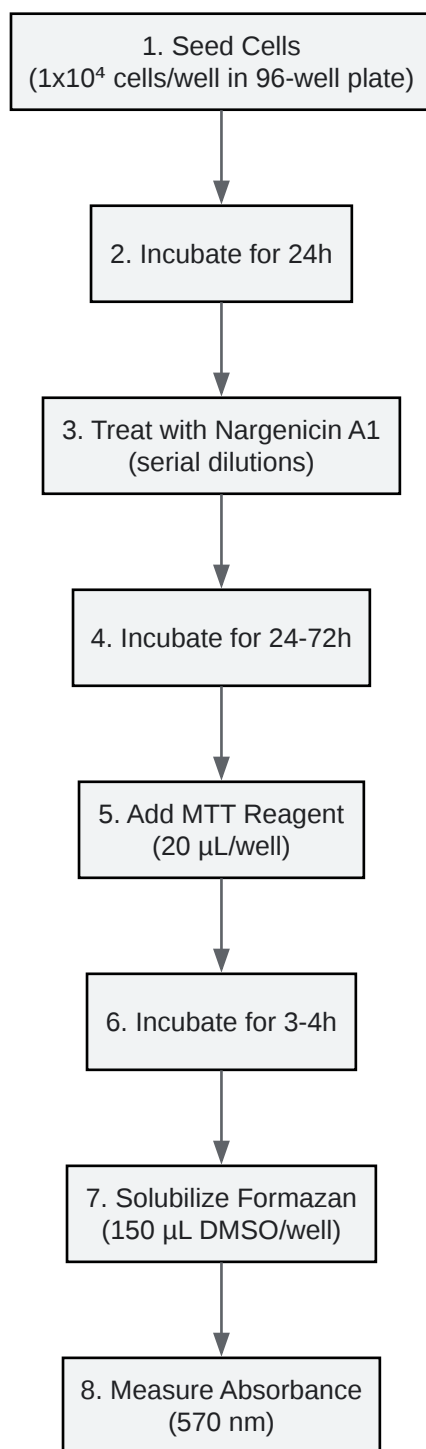 1. Seed Cells
(1x10⁴ cells/well in 96-well plate)
2. Incubate for 24h
3. Treat with Nargenicin A1
(serial dilutions)
4. Incubate for 24-72h
5. Add MTT Reagent
(20 µL/well)
6. Incubate for 3-4h
7. Solubilize Formazan
(150 µL DMSO/well)
8. Measure Absorbance
(570 nm)